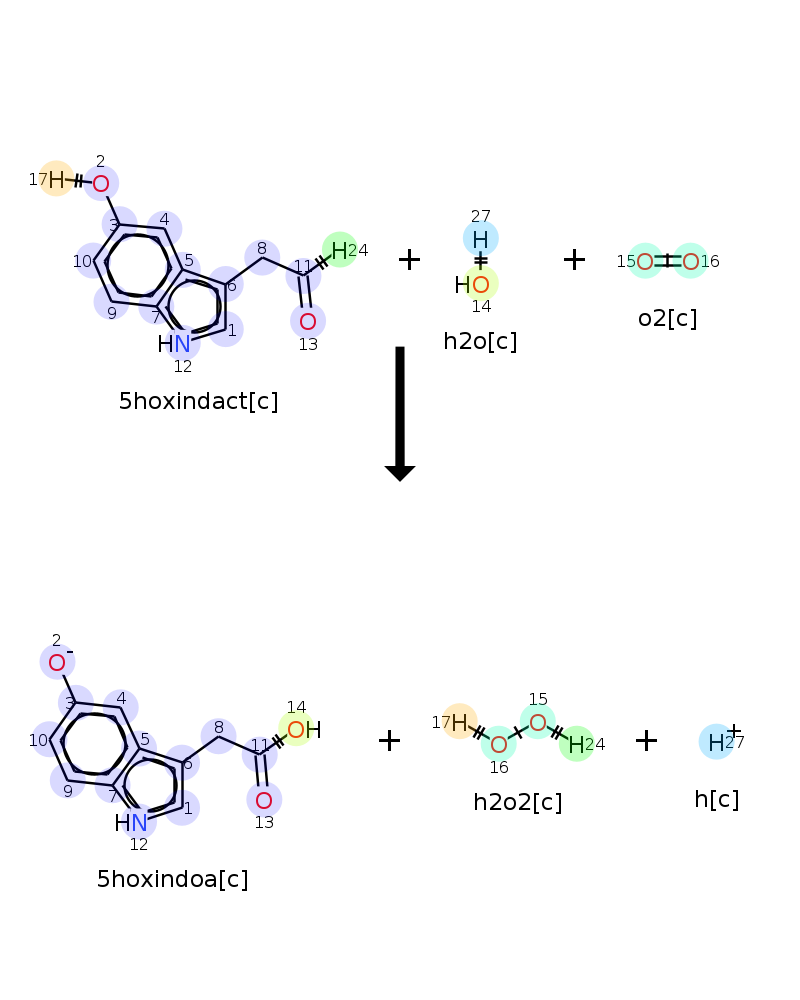 2
17H O
3 4
10 5 8
6 11 H24
9 7 1
HN
12
O
13
5hoxindact[c]
+
27
H
HO
14
h2o[c]
+
15O O16
o2[c]
2
O-
3 4
10 5 8
6 11
14
OH
9 7 1
HN
12
O
13
5hoxindoa[c]
+
15
17H O
O H24
16
h2o2[c]
+
H+
27
h[c]